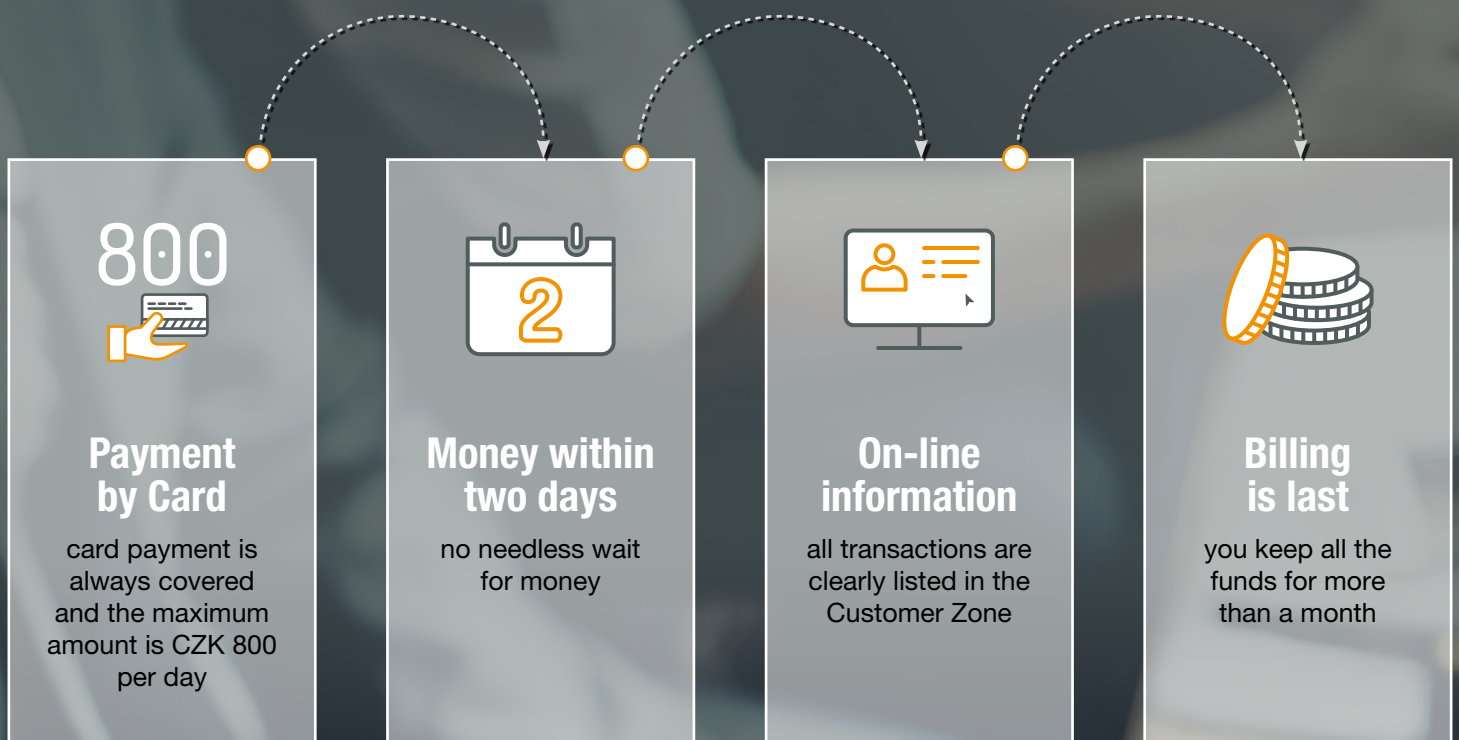 800
Payment
by Card
card payment is
always covered
and the maximum
amount is CZK 800
per day
2
Money within
two days
no needless wait
for money
On-line
information
all transactions are
clearly listed in the
Customer Zone
Billing
is last
you keep all the
funds for more
than a month